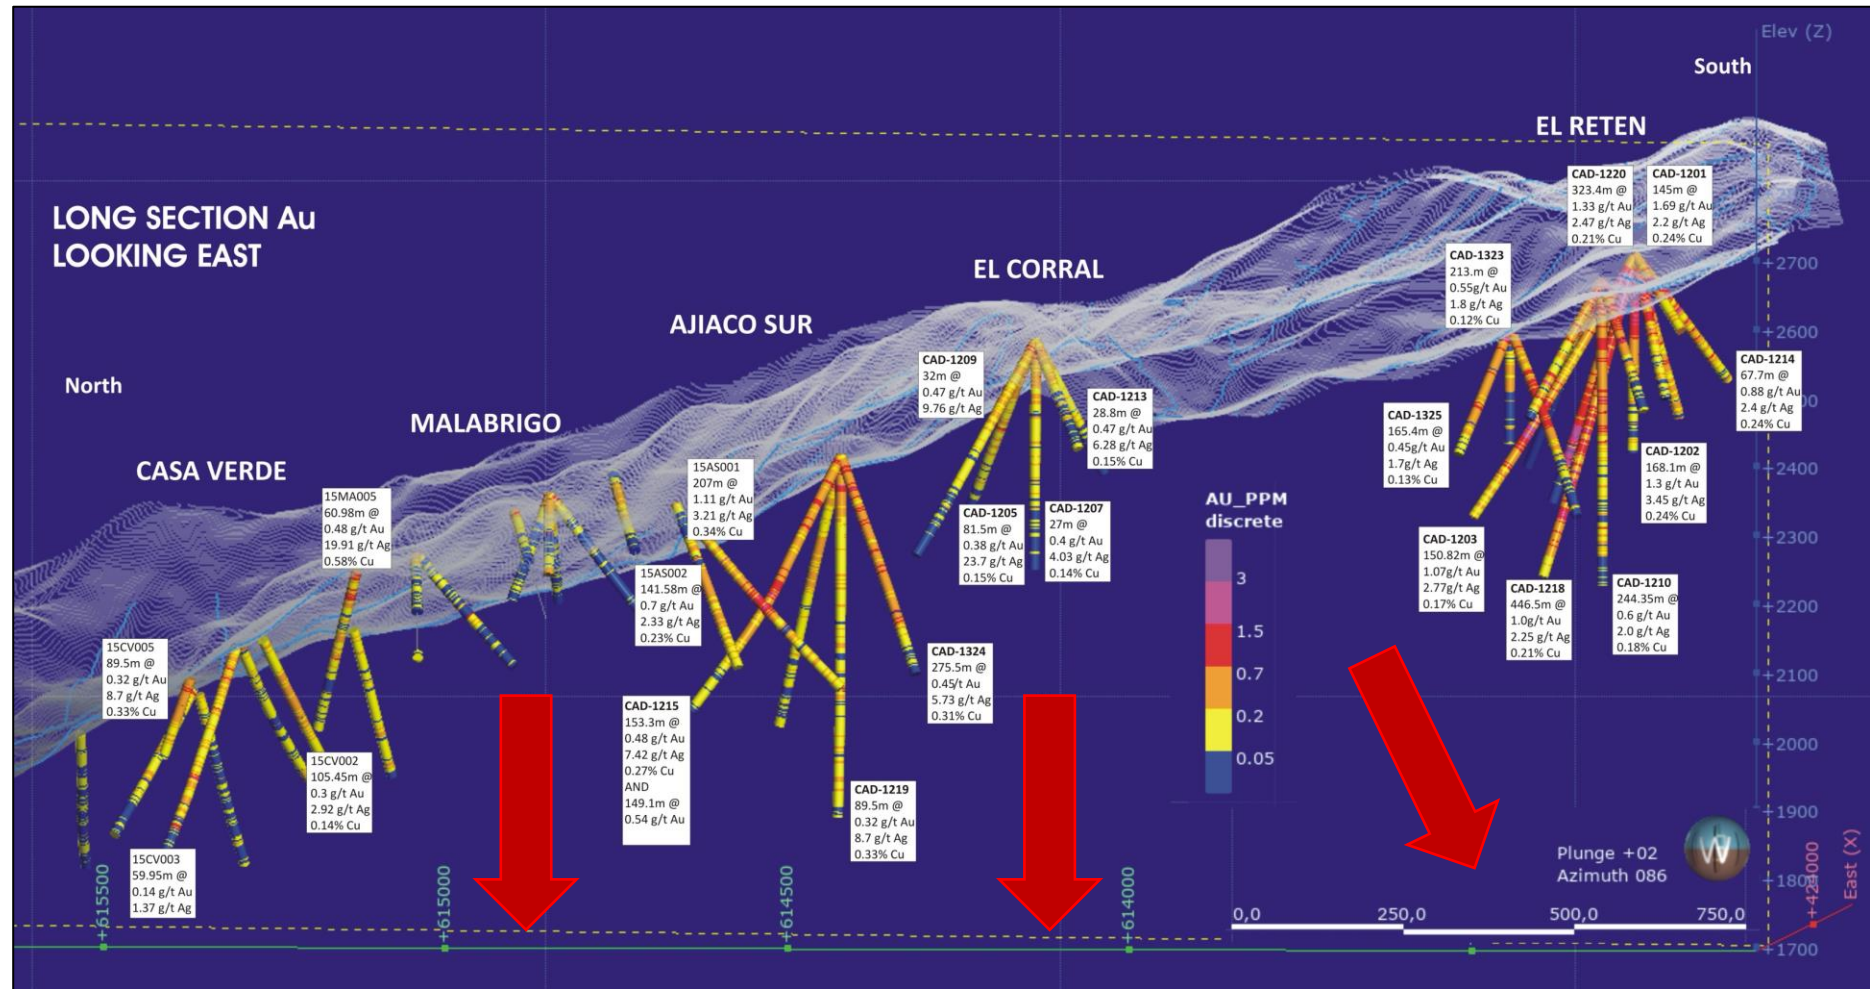 Elev (Z)
South
EL RETEN
LONG SECTION Au
LOOKING EAST
CAD-1220
323.4m @
1.33 g/t Au
2.47 g/t Ag
0.21% Cu
CAD-1201
145m @
1.69 g/t Au
2.2 g/t Ag
0.24% Cu
CAD-1323
213.m @
0.55g/t Au
1.8 g/t Ag
0.12% Cu
EL CORRAL
AJIACO SUR
North
MALABRIGO
CASA VERDE
CAD-1209
32m @
0.47 g/t Au
9.76 g/t Ag
CAD-1213
28.8m @
0.47 g/t Au
6.28 g/t Ag
0.15% Cu
CAD-1214
67.7m @
0.88 g/t Au
2.4 g/t Ag
0.24% Cu
CAD-1325
165.4m @
0.45g/t Au
1.7g/t Ag
0.13% Cu
CAD-1202
168.1m @
1.3 g/t Au
3.45 g/t Ag
0.24% Cu
15MA005
60.98m @
0.48 g/t Au
19.91 g/t Ag
0.58% Cu
15AS001
207m @
1.11 g/t Au
3.21 g/t Ag
0.34% Cu
CAD-1205
81.5m @
0.38 g/t Au
23.7 g/t Ag
0.15% Cu
CAD-1207
27m @
0.4 g/t Au
4.03 g/t Ag
0.14% Cu
15AS002
141.58m @
0.7 g/t Au
2.33 g/t Ag
0.23% Cu
CAD-1203
150.82m @
1.07g/t Au
2.77g/t Ag
0.17% Cu
CAD-1218
446.5m @
1.0g/t Au
2.25 g/t Ag
0.21% Cu
CAD-1210
244.35m @
0.6 g/t Au
2.0 g/t Ag
0.18% Cu
15CV005
89.5m @
0.32 g/t Au
8.7 g/t Ag
0.33% Cu
CAD-1324
275.5m @
0.45/t Au
5.73 g/t Ag
0.31% Cu
CAD-1215
153.3m @
0.48 g/t Au
7.42 g/t Ag
0.27% Cu
AND
149.1m @
0.54 g/t Au
15CV002
105.45m @
0.3 g/t Au
2.92 g/t Ag
0.14% Cu
CAD-1219
89.5m @
0.32 g/t Au
8.7 g/t Ag
0.33% Cu
15CV003
59.95m @
0.14 g/t Au
1.37 g/t Ag
AU_PPM
discrete
3
1.5
0.7
0.2
0.05
+2700
+2600
+2400
+2300
+2200
+2100
+2000
+1900
+1800
+1700
Plunge +02
Azimuth 086
W
0,0
250,0
500,0
750,0
+615500
+615000
+614500
+614000
East (X)